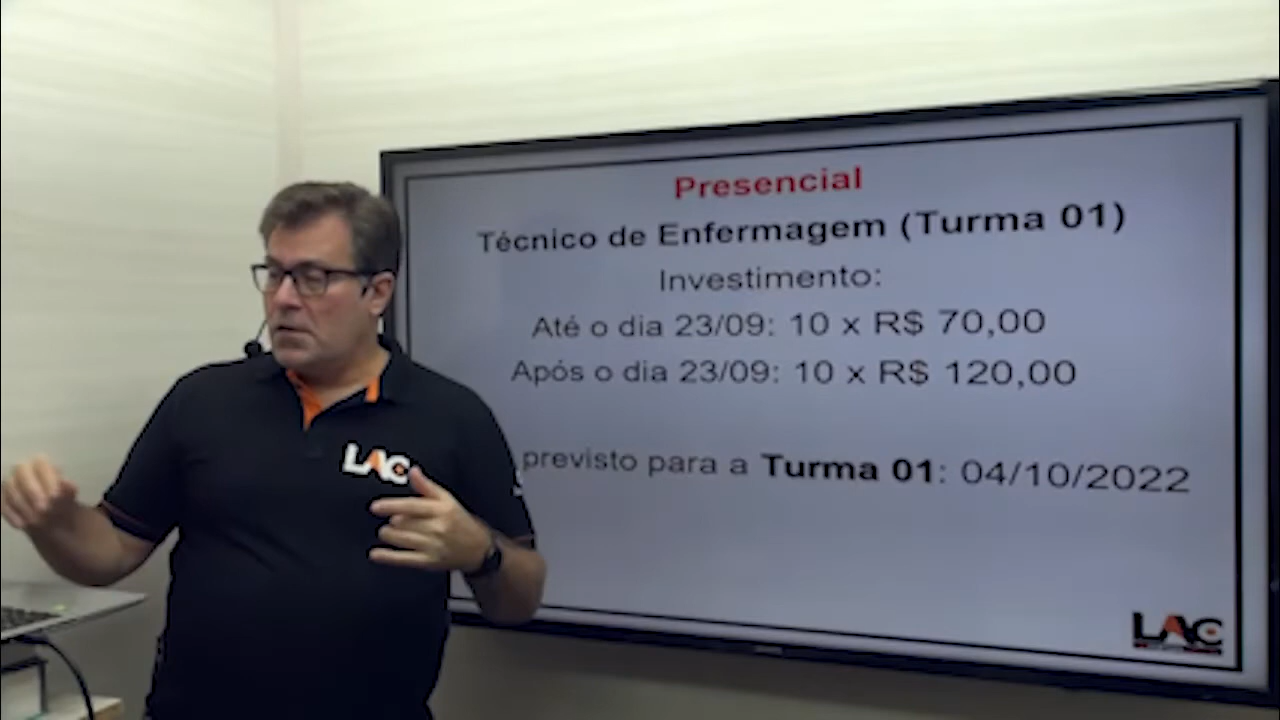 Presencial
Técnico de Enfermagem (Turma 01)
Investimento:
Até o dia 23/09: 10 x R$ 70,00
Após o dia 23/09: 10 x R$ 120,00
previsto para a Turma 01: 04/10/2022
LAC
LAC